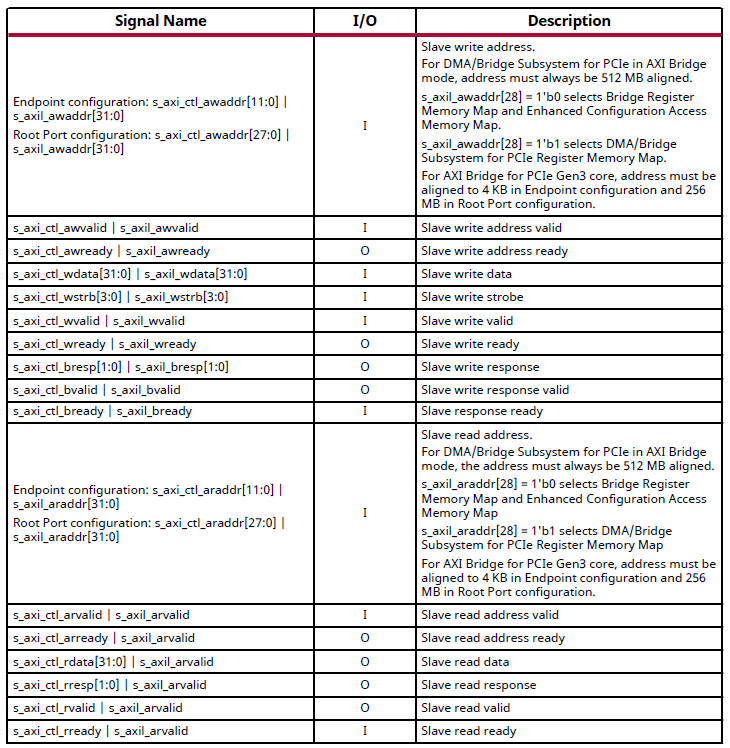 Signal Name I/O Description
Endpoint configuration: s_axi_ctl_awaddr[11:0] |
s_axil_awaddr[31:0]
Root Port configuration: s_axi_ctl_awaddr[27:0] |
s_axil_awaddr[31:0]
I
Slave write address.
For DMA/Bridge Subsystem for PCIe in AXI Bridge
mode, address must always be 512 MB aligned.
s_axil_awaddr[28] = 1'b0 selects Bridge Register
Memory Map and Enhanced Configuration Access
Memory Map.
s_axil_awaddr[28] = 1'b1 selects DMA/Bridge
Subsystem for PCIe Register Memory Map.
For AXI Bridge for PCIe Gen3 core, address must be
aligned to 4 KB in Endpoint configuration and 256
MB in Root Port configuration.
s_axi_ctl_awvalid | s_axil_awvalid I Slave write address valid
s_axi_ctl_awready | s_axil_awready O Slave write address ready
s_axi_ctl_wdata[31:0] | s_axil_wdata[31:0] I Slave write data
s_axi_ctl_wstrb[3:0] | s_axil_wstrb[3:0] I Slave write strobe
s_axi_ctl_wvalid | s_axil_wvalid I Slave write valid
s_axi_ctl_wready | s_axil_wready O Slave write ready
s_axi_ctl_bresp[1:0] | s_axil_bresp[1:0] O Slave write response
s_axi_ctl_bvalid | s_axil_bvalid O Slave write response valid
s_axi_ctl_bready | s_axil_bready I Slave response ready
Endpoint configuration: s_axi_ctl_araddr[11:0] |
s_axil_araddr[31:0]
Root Port configuration: s_axi_ctl_araddr[27:0] |
s_axil_araddr[31:0]
I
Slave read address.
For DMA/Bridge Subsystem for PCIe in AXI Bridge
mode, the address must always be 512 MB aligned.
s_axil_araddr[28] = 1'b0 selects Bridge Register
Memory Map and Enhanced Configuration Access
Memory Map
s_axil_araddr[28] = 1'b1 selects DMA/Bridge
Subsystem for PCIe Register Memory Map
For AXI Bridge for PCIe Gen3 core, address must be
aligned to 4 KB in Endpoint configuration and 256
MB in Root Port configuration.
s_axi_ctl_arvalid | s_axil_arvalid I Slave read address valid
s_axi_ctl_arready | s_axil_arvalid O Slave read address ready
s_axi_ctl_rdata[31:0] | s_axil_arvalid O Slave read data
s_axi_ctl_rresp[1:0] | s_axil_arvalid O Slave read response
s_axi_ctl_rvalid | s_axil_arvalid O Slave read valid
s_axi_ctl_rready | s_axil_arvalid I Slave read ready